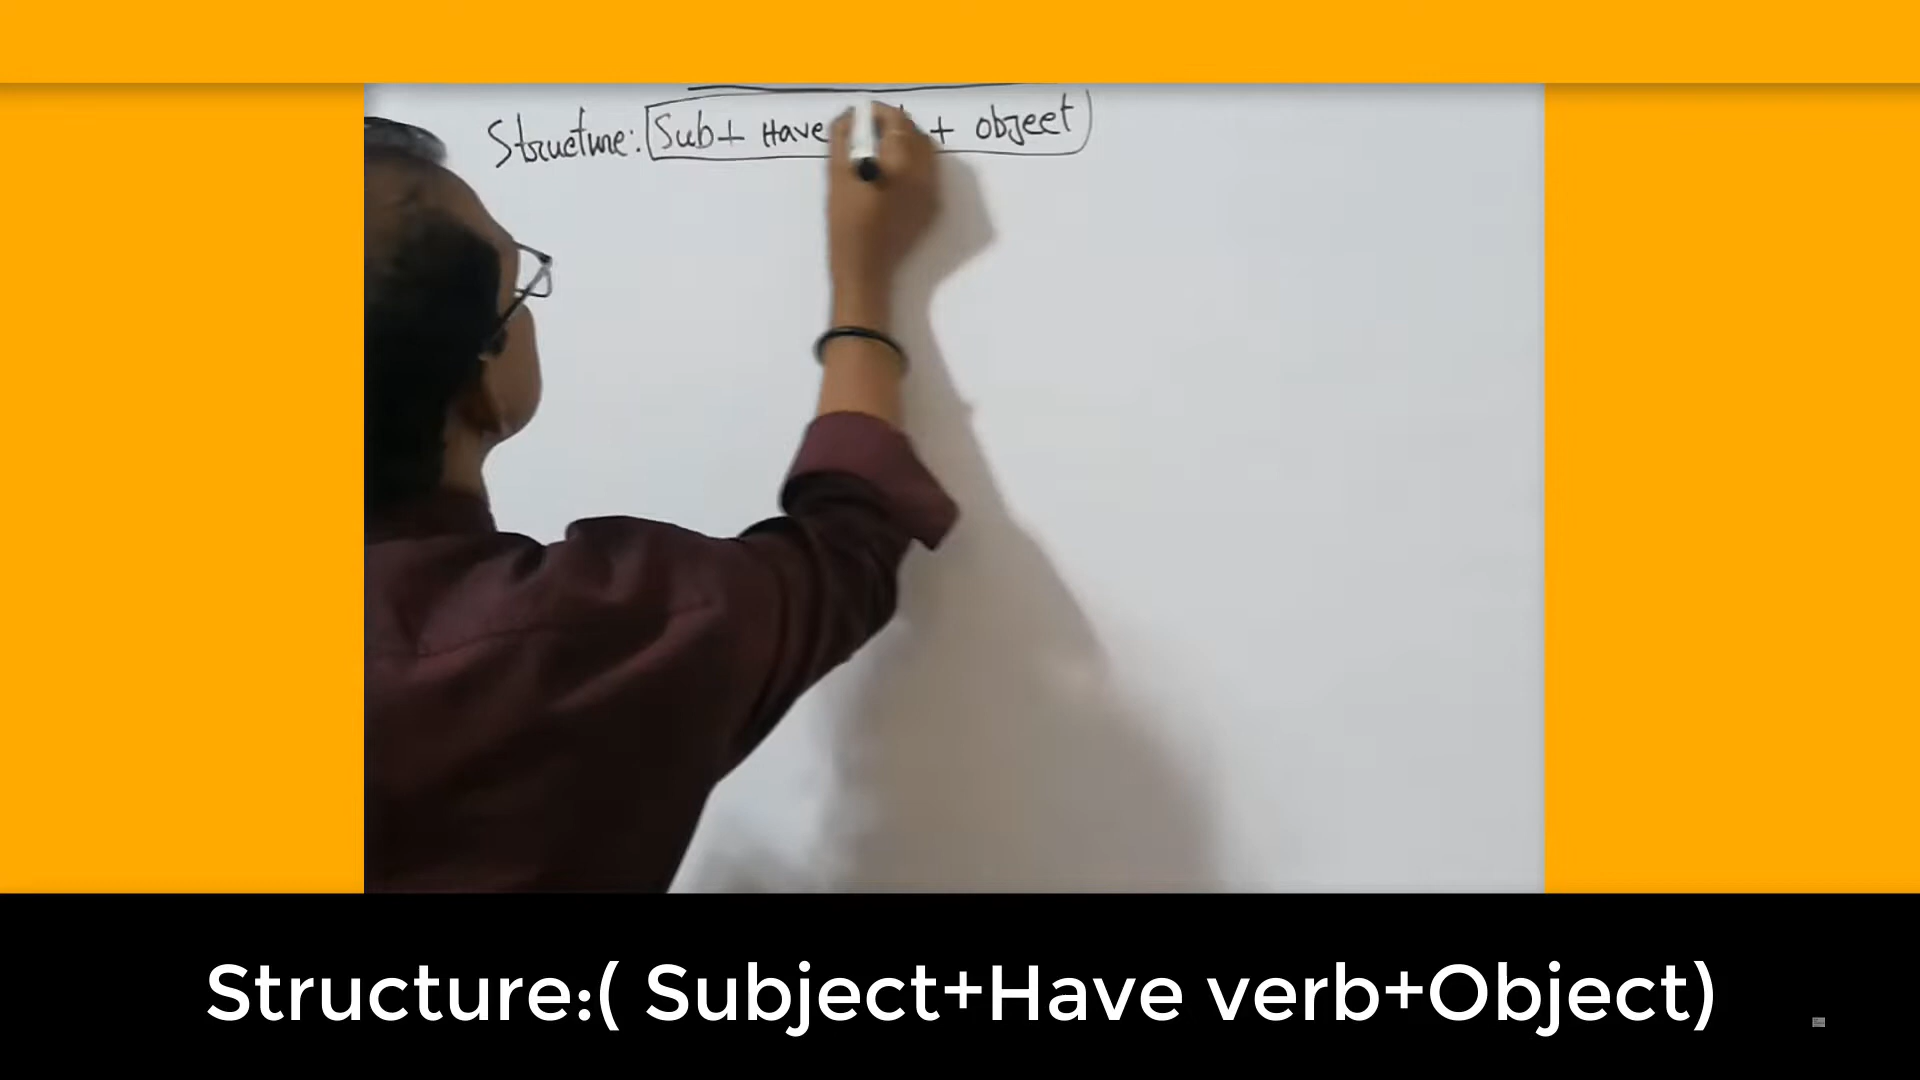 Structure: Sub+ Have + object
Structure:( Subject+Have verb+Object)